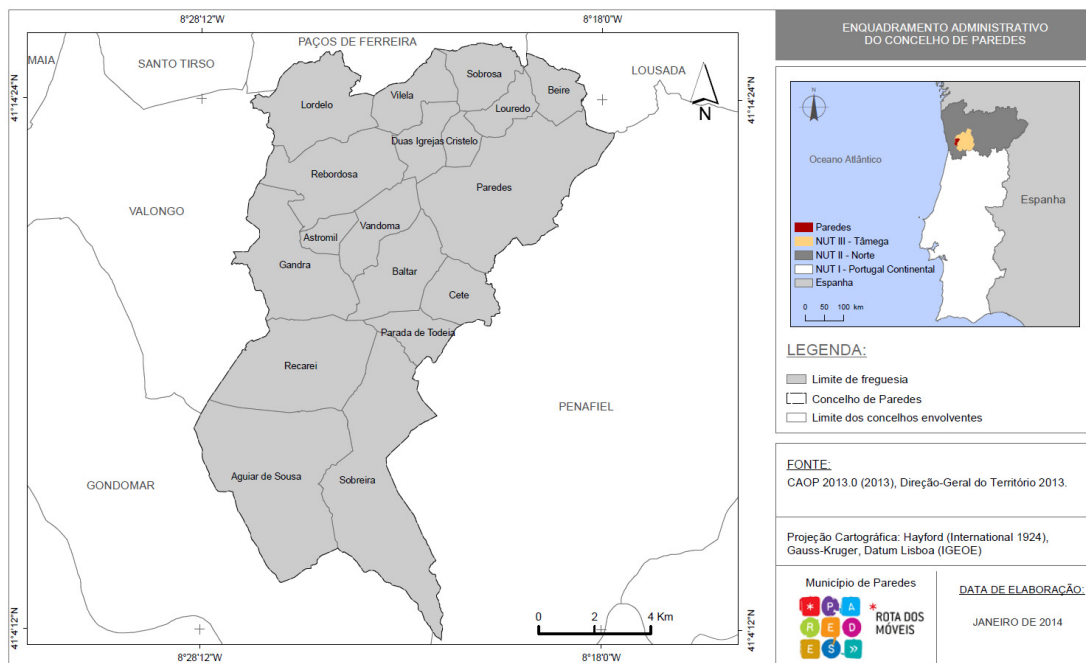 8°28'12"W
8°18'0"W
ENQUADRAMENTO ADMINISTRATIVO
DO CONCELHO DE PAREDES
PAÇOS DE FERREIRA
MAIA
SANTO TIRSO
LOUSADA
41°14'24"N
41°14'24"N
Sobrosa
Beire
Vilela
Lordelo
Louredo
N
Duas Igrejas
Cristelo
Rebordosa
Paredes
VALONGO
Vandoma
Astromil
Gandra
Baltar
Cete
Parada de Todeia
Recarei
PENAFIEL
Aguiar de Sousa
Sobreira
GONDOMAR
0 2 4 Km
41°4'12"N
41°4'12"N
8°28'12"W
8°18'0"W
N
Oceano Atlântico
Espanha
Paredes
NUT III - Tâmega
NUT II - Norte
NUT I - Portugal Continental
Espanha
0 50 100 km
LEGENDA:
Limite de freguesia
Concelho de Paredes
Limite dos concelhos envolventes
FONTE:
CAOP 2013.0 (2013), Direção-Geral do Território 2013.
Projeção Cartográfica: Hayford (International 1924),
Gauss-Kruger, Datum Lisboa (IGEOE)
Município de Paredes
* P A
R E D
E S »
* ROTA DOS
MÓVEIS
DATA DE ELABORAÇÃO:
JANEIRO DE 2014